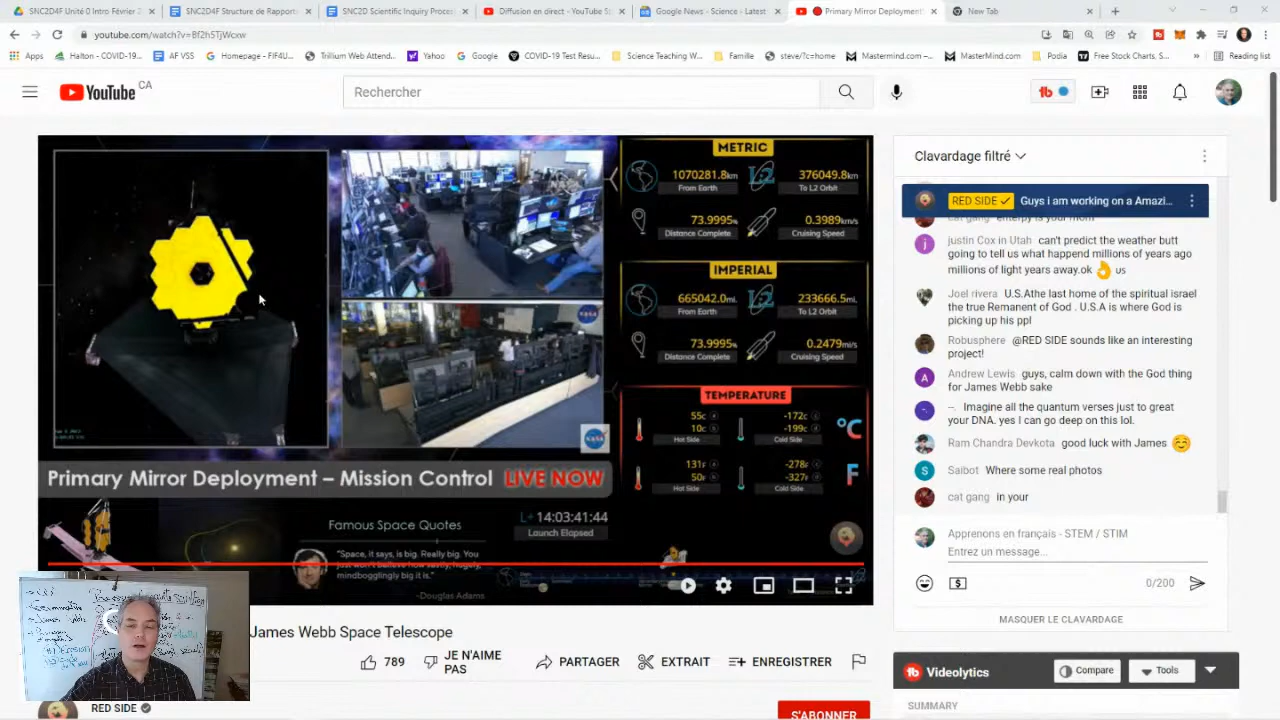 SNC2D4F Unité 0 Intro Février 2
SNC2D4F Structure de Rapport
SNC2D Scientific Inquiry Proces
Diffusion en direct - YouTube S
Google News - Science - Latest
Primary Mirror Deployment
New Tab
youtube.com/watch?v=Bf2h5TjWcxw
Apps
Halton - COVID-19...
AF VSS
Homepage - FIF4U...
Trillium Web Attend...
Yahoo
Google
COVID-19 Test Resu...
Science Teaching W...
Famille
steve/?c=home
Mastermind.com –...
MasterMind.com
Podia
Free Stock Charts, S...
Reading list
YouTube CA
Rechercher
METRIC
1070281.8km
From Earth
376049.8km
To L2 Orbit
73.9995%
Distance Complete
0.3989km/s
Cruising Speed
IMPERIAL
665042.0mi.
From Earth
233666.5mi.
To L2 Orbit
73.9995%
Distance Complete
0.2479mi/s
Cruising Speed
TEMPERATURE
55c
10c
Hot Side
-172c
-199c
Cold Side
°C
131F
50F
Hot Side
-278F
-327F
Cold Side
F
Primary Mirror Deployment – Mission Control LIVE NOW
L+ 14:03:41:44
Launch Elapsed
Famous Space Quotes
"Space, it says, is big. Really big. You
just won't believe how vastly, hugely,
mindbogglingly big it is."
~Douglas Adams
James Webb Space Telescope
789
JE N'AIME
PAS
PARTAGER
EXTRAIT
ENREGISTRER
RED SIDE
S'ABONNER
Clavardage filtré
RED SIDE Guys i am working on a Amazi...
cat gang enterpy is your mom
justin Cox in Utah can't predict the weather butt
going to tell us what happend millions of years ago
millions of light years away.ok 👌 us
Joel rivera U.S.Athe last home of the spiritual israel
the true Remanent of God . U.S.A is where God is
picking up his ppl
Robusphere @RED SIDE sounds like an interesting
project!
Andrew Lewis guys, calm down with the God thing
for James Webb sake
-. Imagine all the quantum verses just to great
your DNA. yes I can go deep on this lol.
Ram Chandra Devkota good luck with James ☺
Saibot Where some real photos
cat gang in your
Apprenons en français - STEM / STIM
Entrez un message...
0/200
MASQUER LE CLAVARDAGE
Videolytics
Compare
Tools
SUMMARY